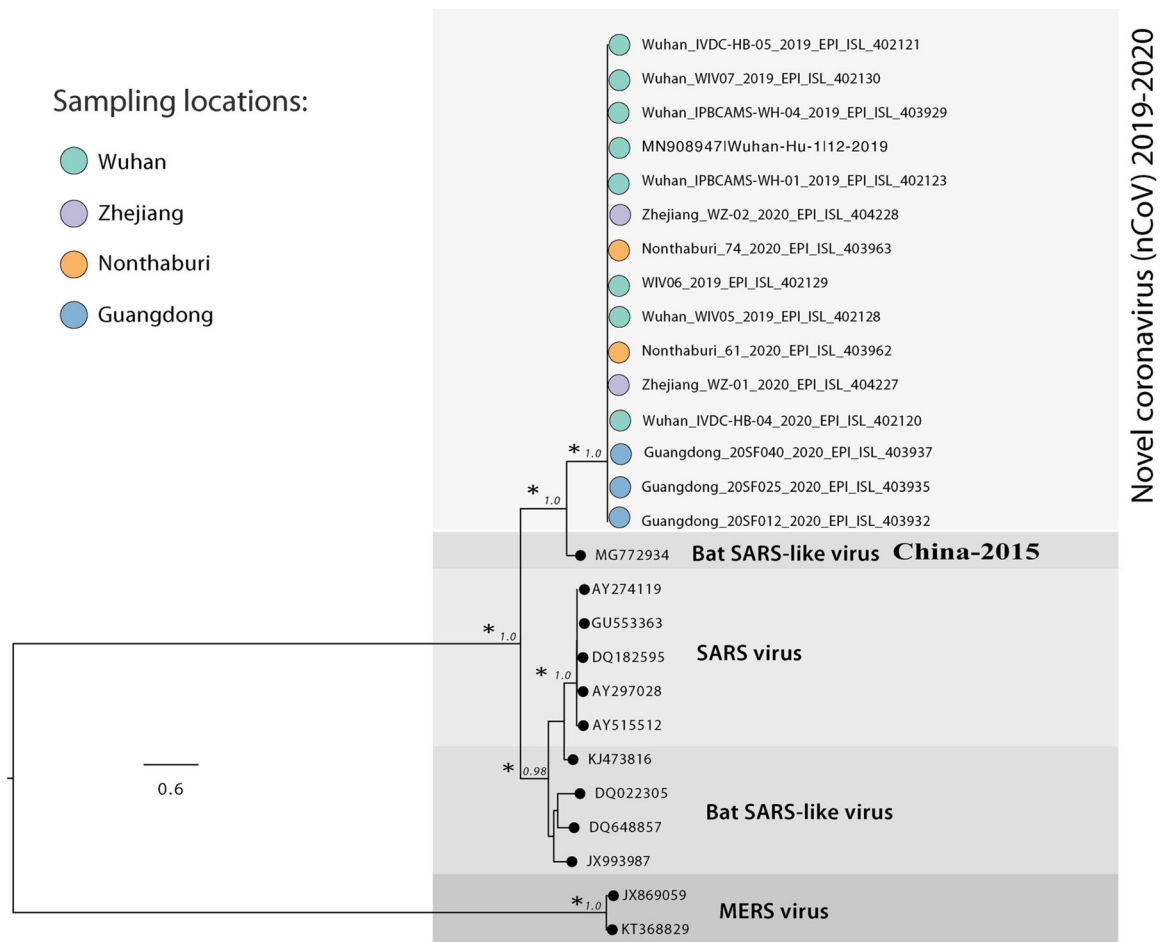 Sampling locations:
Wuhan
Zhejiang
Nonthaburi
Guangdong
Wuhan_IVDC-HB-05_2019_EPI_ISL_402121
Wuhan_WIV07_2019_EPI_ISL_402130
Wuhan_IPBCAMS-WH-04_2019_EPI_ISL_403929
MN908947|Wuhan-Hu-1|12-2019
Wuhan_IPBCAMS-WH-01_2019_EPI_ISL_402123
Zhejiang_WZ-02_2020_EPI_ISL_404228
Nonthaburi_74_2020_EPI_ISL_403963
WIV06_2019_EPI_ISL_402129
Wuhan_WIV05_2019_EPI_ISL_402128
Nonthaburi_61_2020_EPI_ISL_403962
Zhejiang_WZ-01_2020_EPI_ISL_404227
Wuhan_IVDC-HB-04_2020_EPI_ISL_402120
Guangdong_20SF040_2020_EPI_ISL_403937
Guangdong_20SF025_2020_EPI_ISL_403935
Guangdong_20SF012_2020_EPI_ISL_403932
Novel coronavirus (nCoV) 2019-2020
* 1.0
* 1.0
MG772934 Bat SARS-like virus China-2015
AY274119
GU553363
* 1.0
DQ182595
SARS virus
* 1.0
AY297028
AY515512
KJ473816
* 0.98
0.6
DQ022305
Bat SARS-like virus
DQ648857
JX993987
JX869059
* 1.0
MERS virus
KT368829